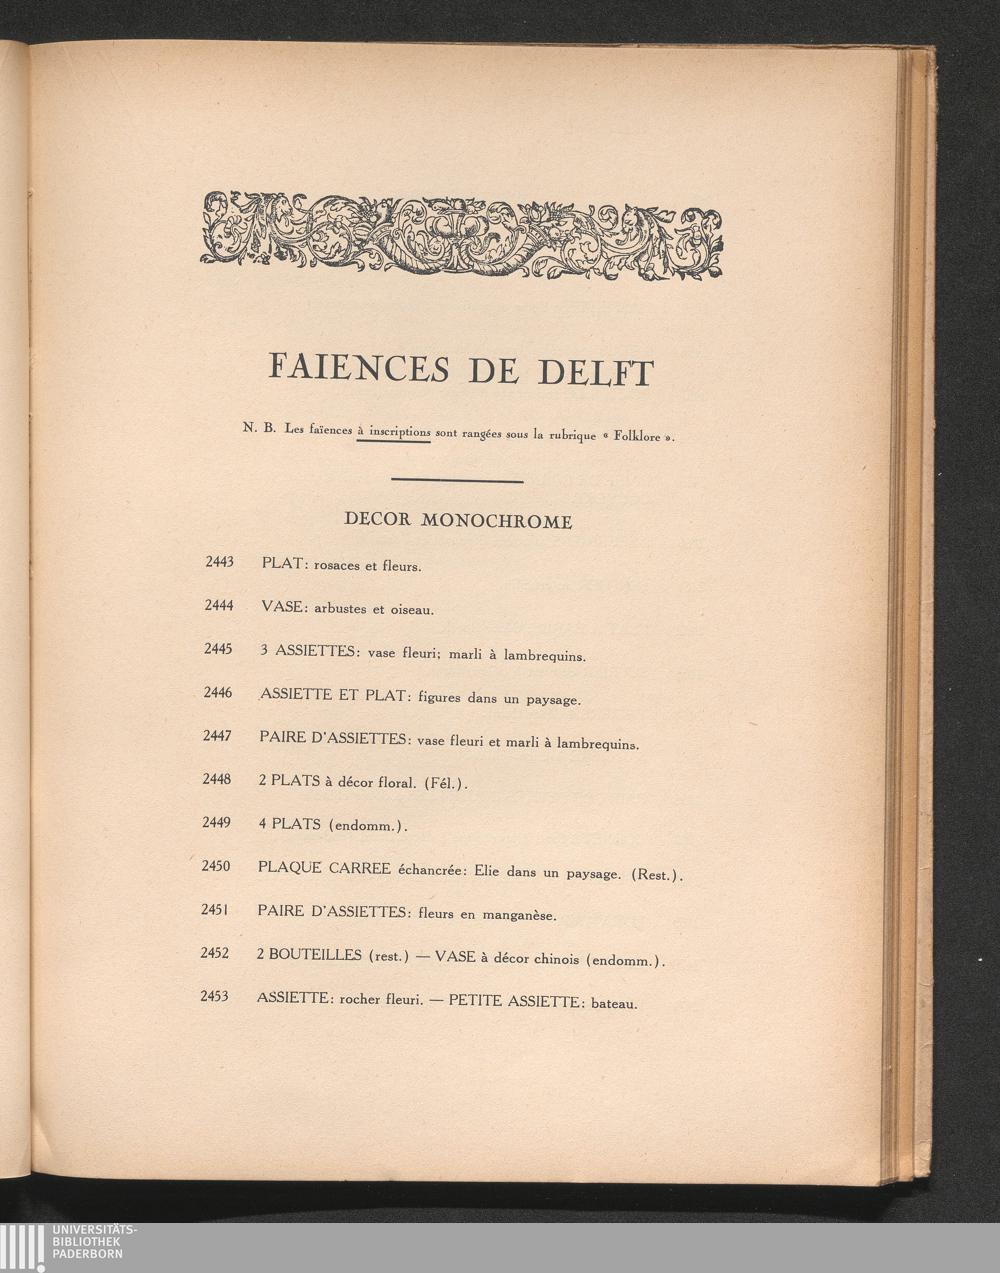 FAIENCES DE DELFT
N. B. Les faïences à inscriptions sont rangées sous la rubrique « Folklore ».
DECOR MONOCHROME
2443 PLAT: rosaces et fleurs.
2444 VASE: arbustes et oiseau.
2445 3 ASSIETTES: vase fleuri; marli à lambrequins.
2446 ASSIETTE ET PLAT: figures dans un paysage.
2447 PAIRE D'ASSIETTES: vase fleuri et marli à lambrequins.
2448 2 PLATS à décor floral. (Fél.).
2449 4 PLATS (endomm.).
2450 PLAQUE CARREE échancrée: Elie dans un paysage. (Rest.).
2451 PAIRE D'ASSIETTES: fleurs en manganèse.
2452 2 BOUTEILLES (rest.) — VASE à décor chinois (endomm.).
2453 ASSIETTE: rocher fleuri. — PETITE ASSIETTE: bateau.
UNIVERSITÄTS-
BIBLIOTHEK
PADERBORN